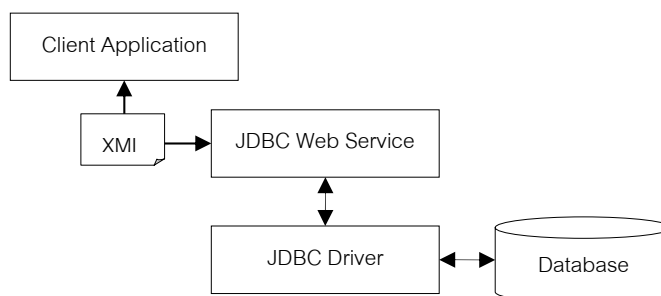 Client Application
XMI
JDBC Web Service
JDBC Driver
Database